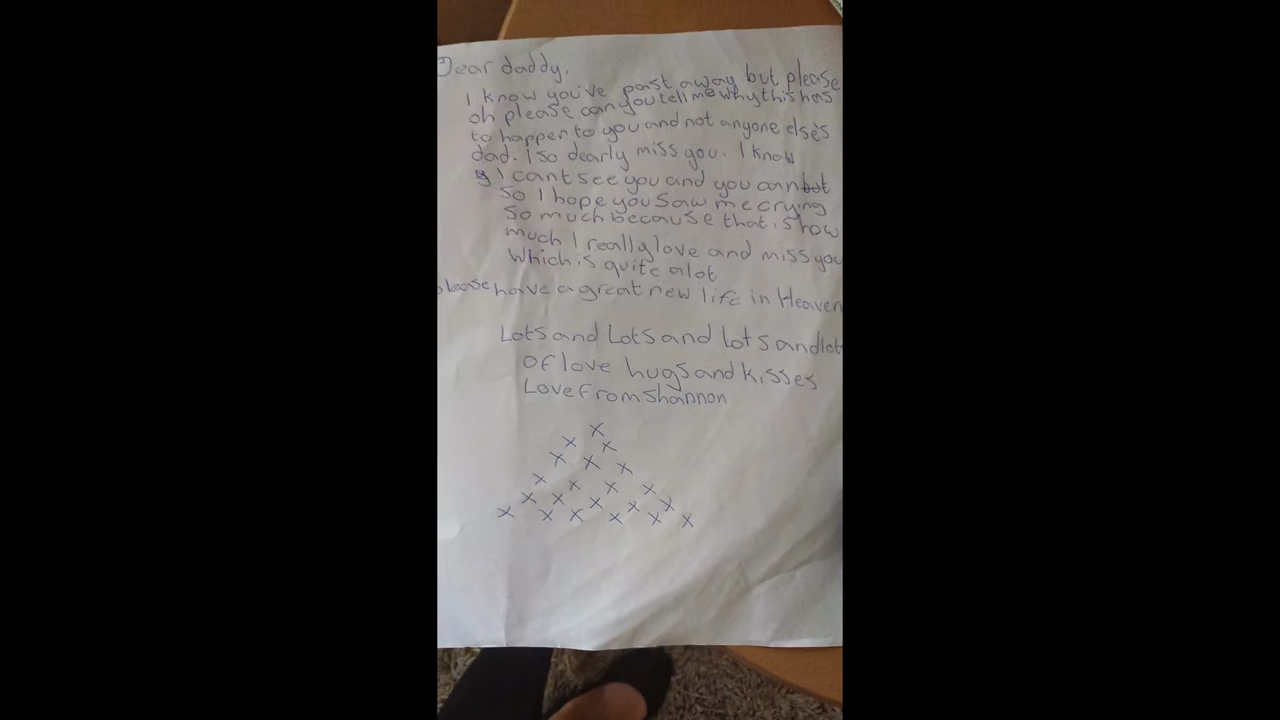 Dear daddy,
I know you've past away but please
oh please can you tell me why this has
to happen to you and not anyone else's
dad. I so dearly miss you. I know
I cant see you and you can but
so I hope you saw me crying
so much because that is how
much I really love and miss you
which is quite alot
please have a great new life in Heaven
Lots and Lots and Lots and lot
of love hugs and kisses
Love from Shannon
x
x x
x x x
x x x x
x x x x x
x x x x x x